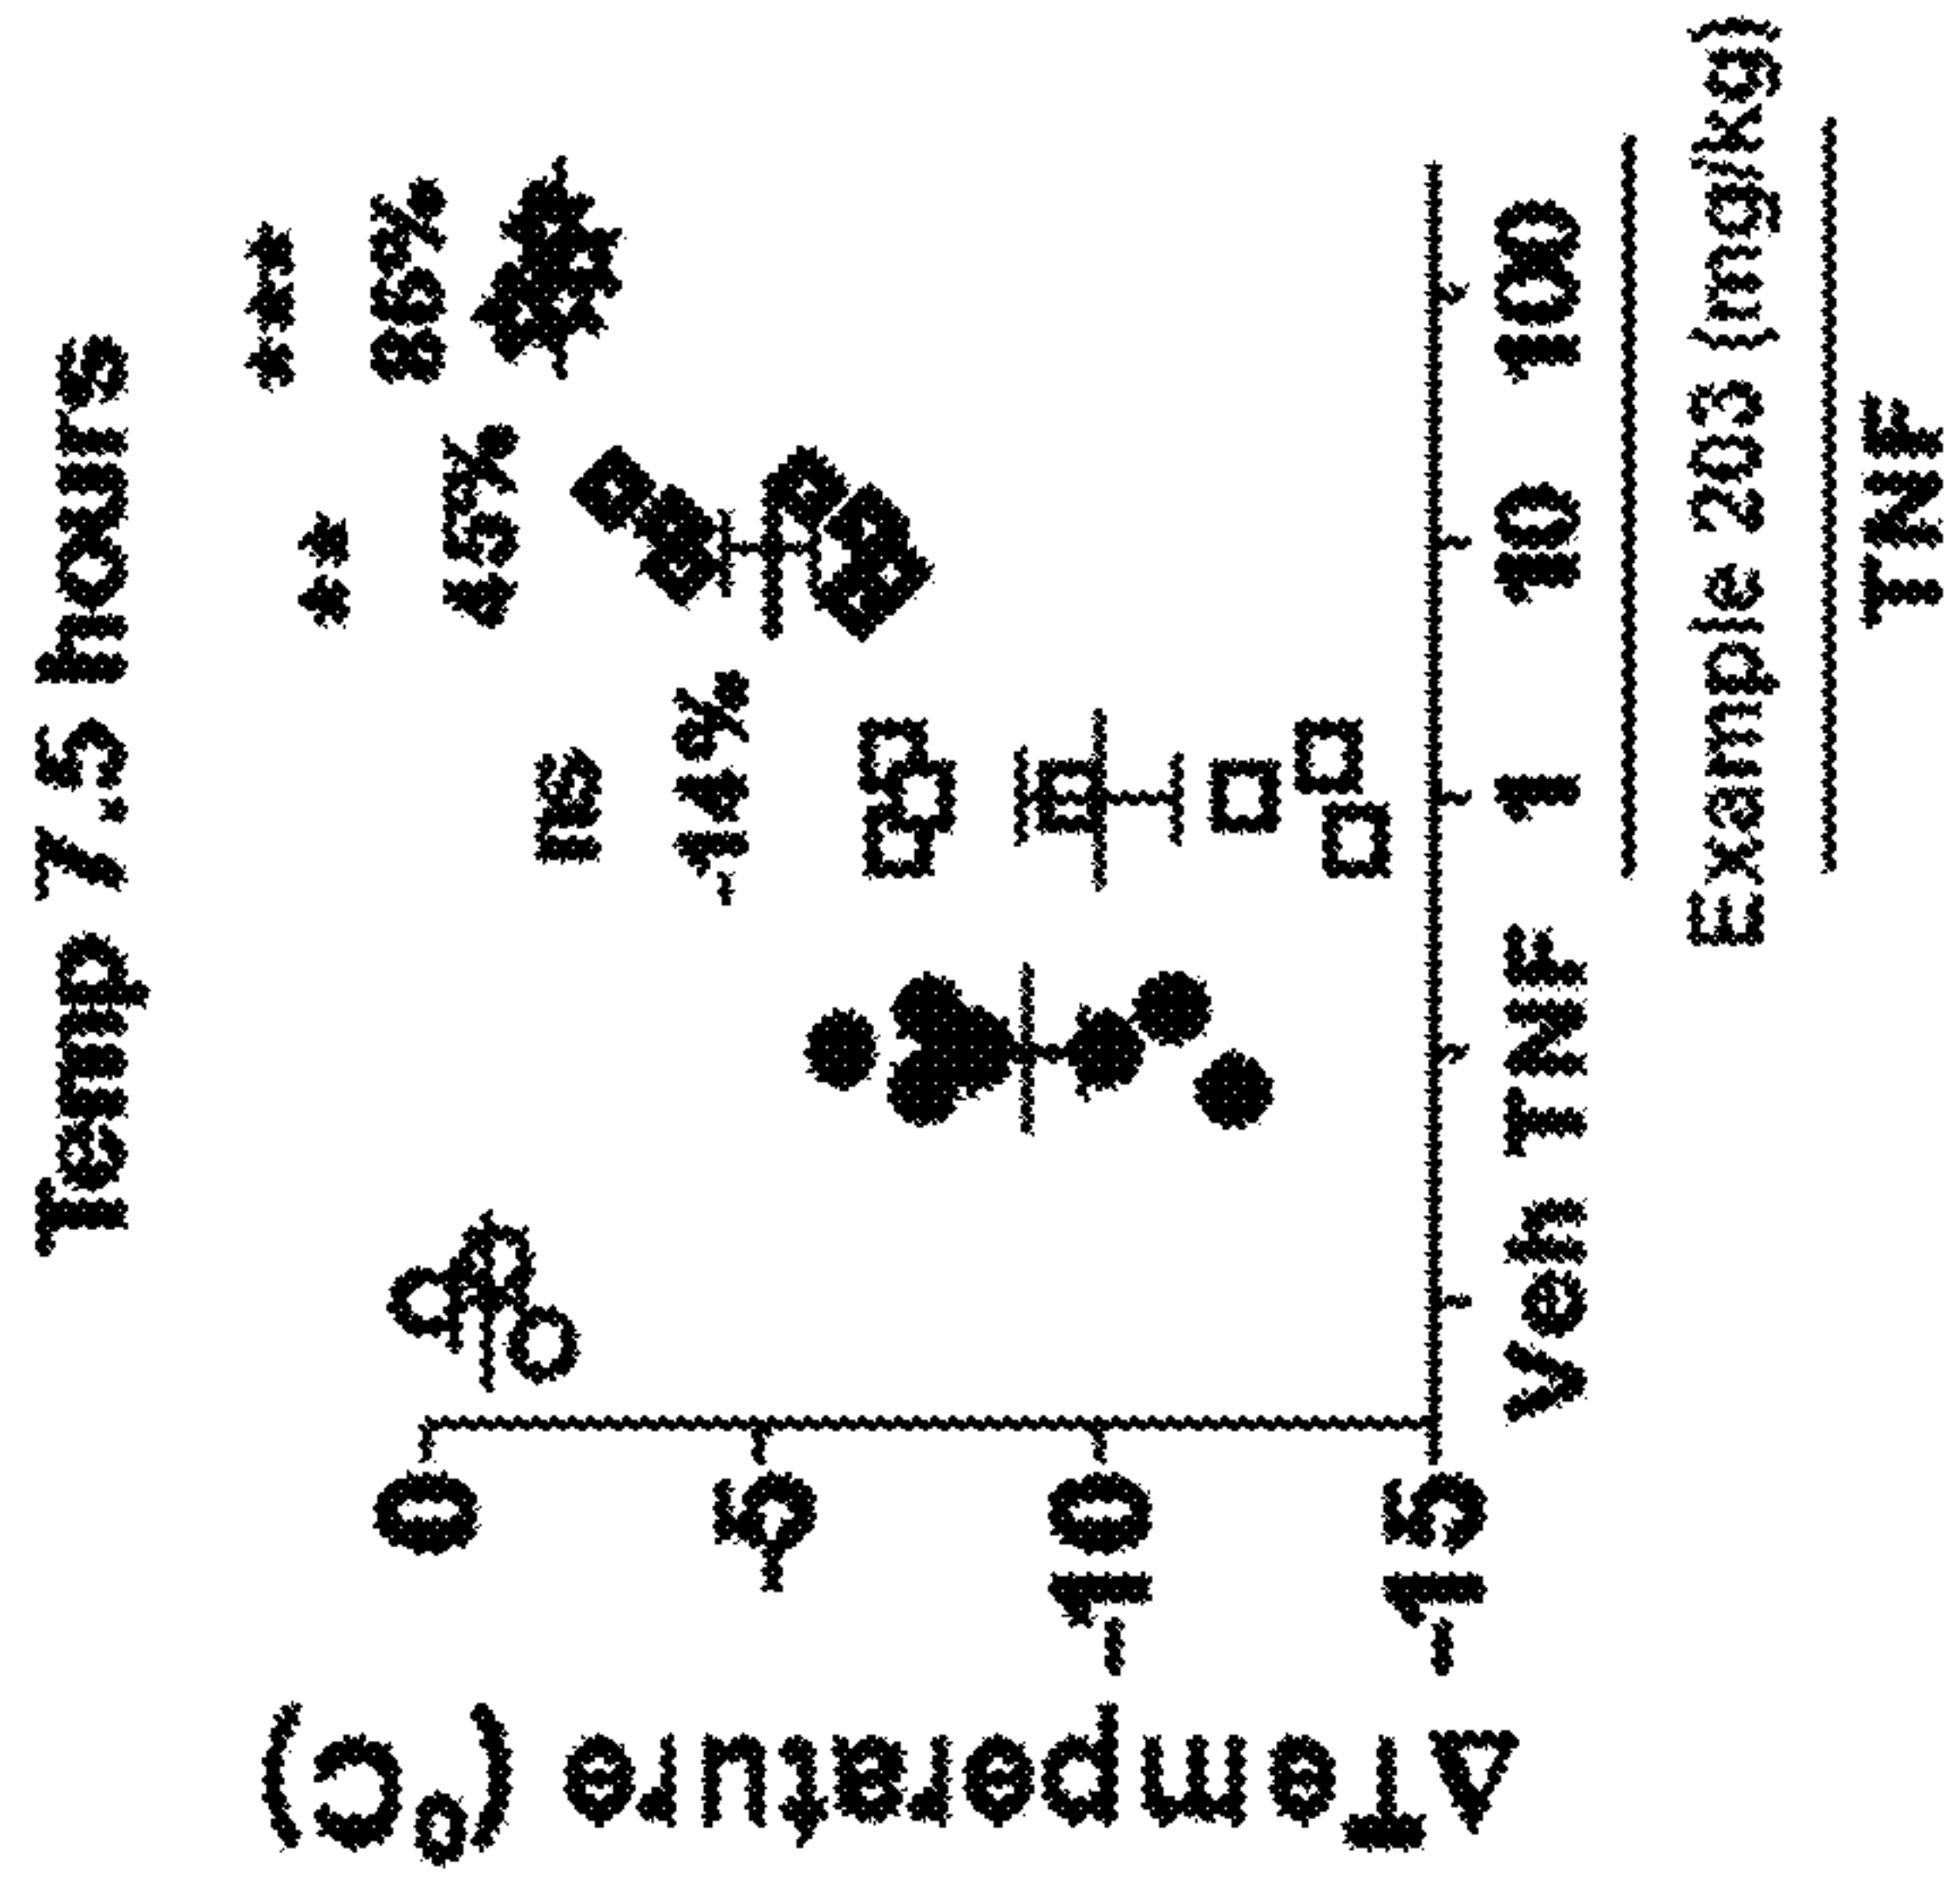 Temp 7.5 hours
***
86%
**
45%
ns
-14%
0
-5
-10
-15
Δ Temperature (°C)
Veh TNF 1 10 100
Example 203 (mg/kg)
TNF